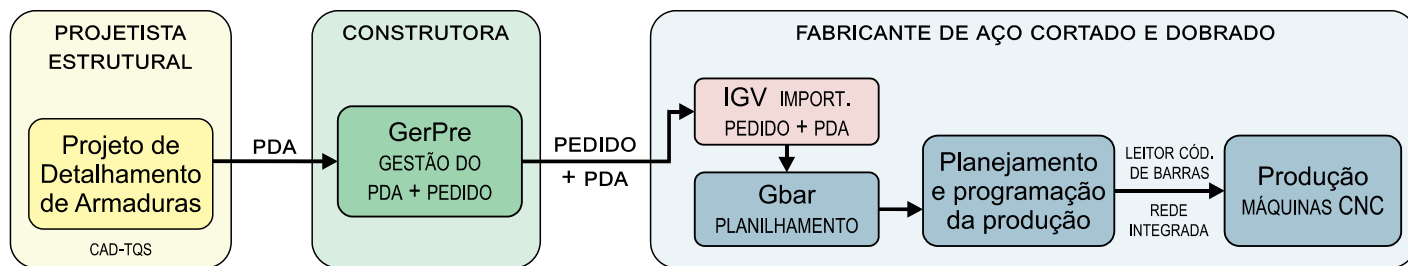 PROJETISTA
ESTRUTURAL
Projeto de
Detalhamento
de Armaduras
CAD-TQS
PDA
CONSTRUTORA
GerPre
GESTÃO DO
PDA + PEDIDO
PEDIDO
+ PDA
FABRICANTE DE AÇO CORTADO E DOBRADO
IGV IMPORT.
PEDIDO + PDA
Gbar
PLANILHAMENTO
Planejamento
e programação
da produção
LEITOR CÓD.
DE BARRAS
REDE
INTEGRADA
Produção
MÁQUINAS CNC